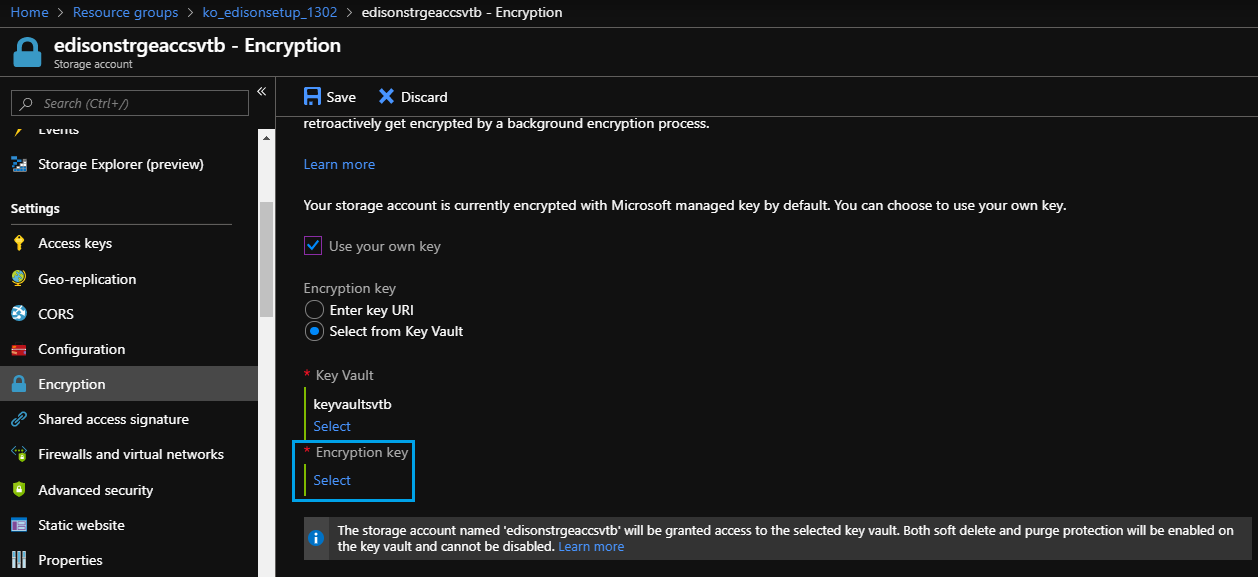 Home > Resource groups > ko_edisonsetup_1302 > edisonstrgeaccsvtb - Encryption
edisonstrgeaccsvtb - Encryption
Storage account
Search (Ctrl+/)
«
Events
Storage Explorer (preview)
Settings
Access keys
Geo-replication
CORS
Configuration
Encryption
Shared access signature
Firewalls and virtual networks
Advanced security
Static website
Properties
Save Discard
retroactively get encrypted by a background encryption process.
Learn more
Your storage account is currently encrypted with Microsoft managed key by default. You can choose to use your own key.
Use your own key
Encryption key
Enter key URI
Select from Key Vault
* Key Vault
keyvaultsvtb
Select
* Encryption key
Select
The storage account named 'edisonstrgeaccsvtb' will be granted access to the selected key vault. Both soft delete and purge protection will be enabled on
the key vault and cannot be disabled. Learn more